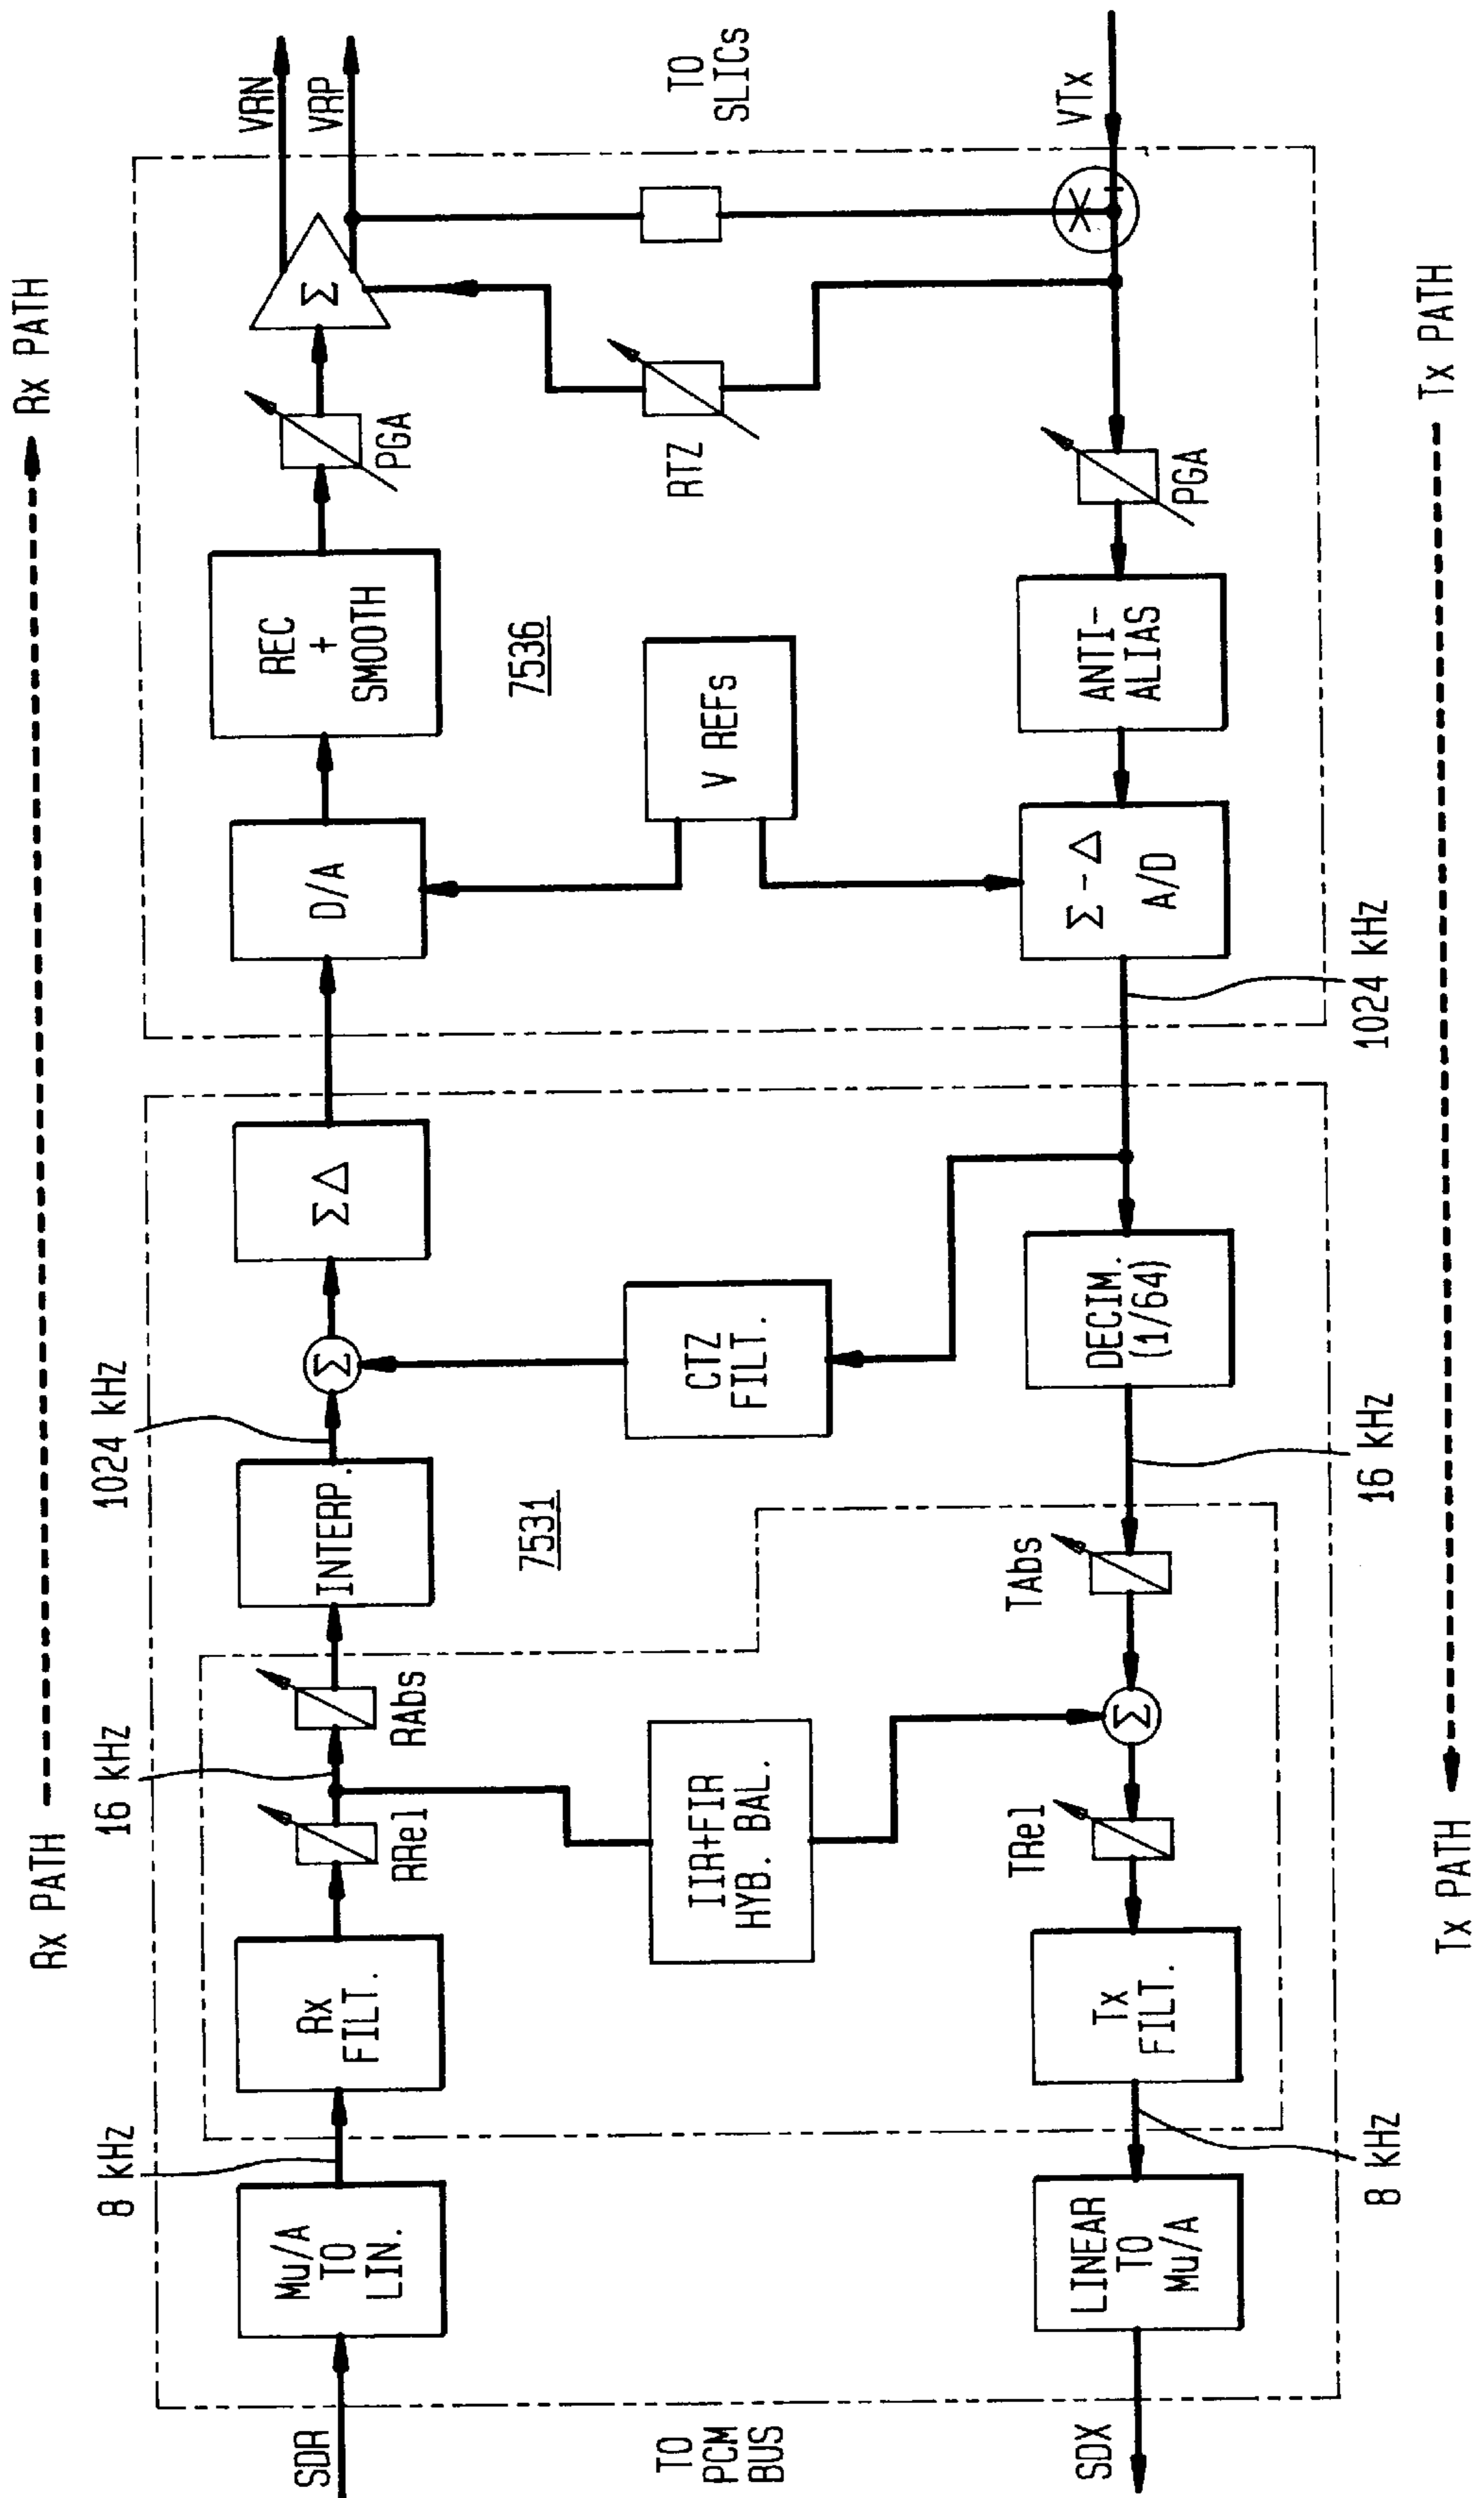 Rx PATH
Rx PATH
8 kHz
16 kHz
1024 kHz
SDR
Mu/A
TO
LIN.
Rx
FILT.
RRel
RAbs
INTERP.
Σ
Σ Δ
D/A
REC
+
SMOOTH
PGA
Σ
VRN
VRP
TO
PCM
BUS
IIR+FIR
HYB. BAL.
7531
CTZ
FILT.
V REFs
7536
RTZ
TO
SLICs
SDX
LINEAR
TO
Mu/A
Tx
FILT.
TRel
Σ
TAbs
DECIM.
(1/64)
Σ - Δ
A/D
ANTI-
ALIAS
PGA
*
+
VTx
8 kHz
16 kHz
1024 kHz
Tx PATH
Tx PATH